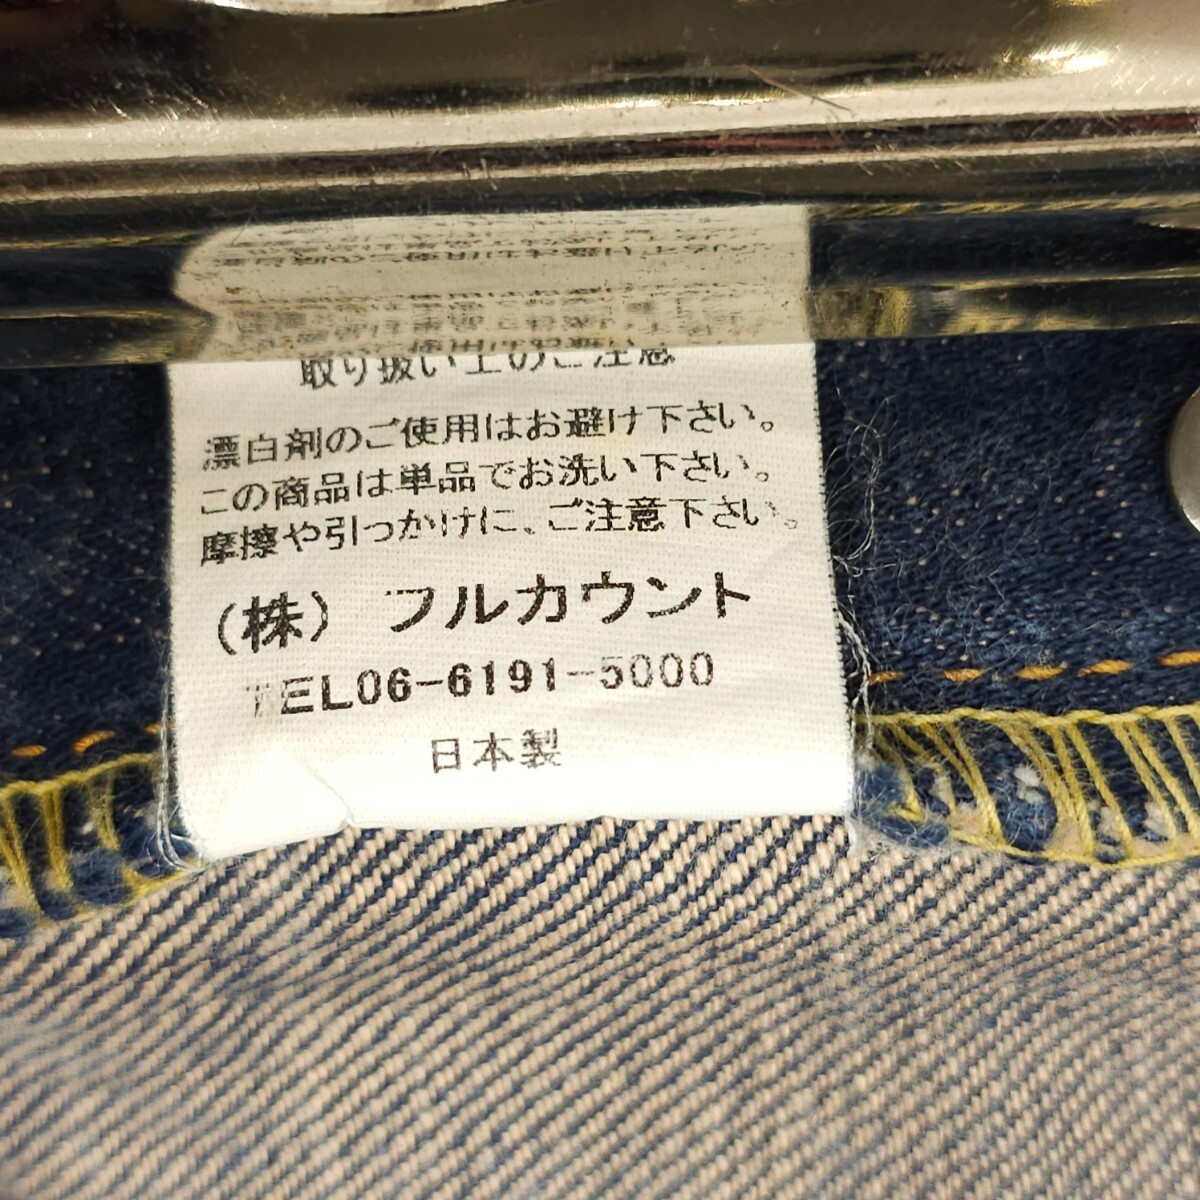 取り扱い上のご注意
漂白剤のご使用はお避け下さい。
この商品は単品でお洗い下さい。
摩擦や引っかけに、ご注意下さい。
(株) フルカウント
TEL06-6191-5000
日本製